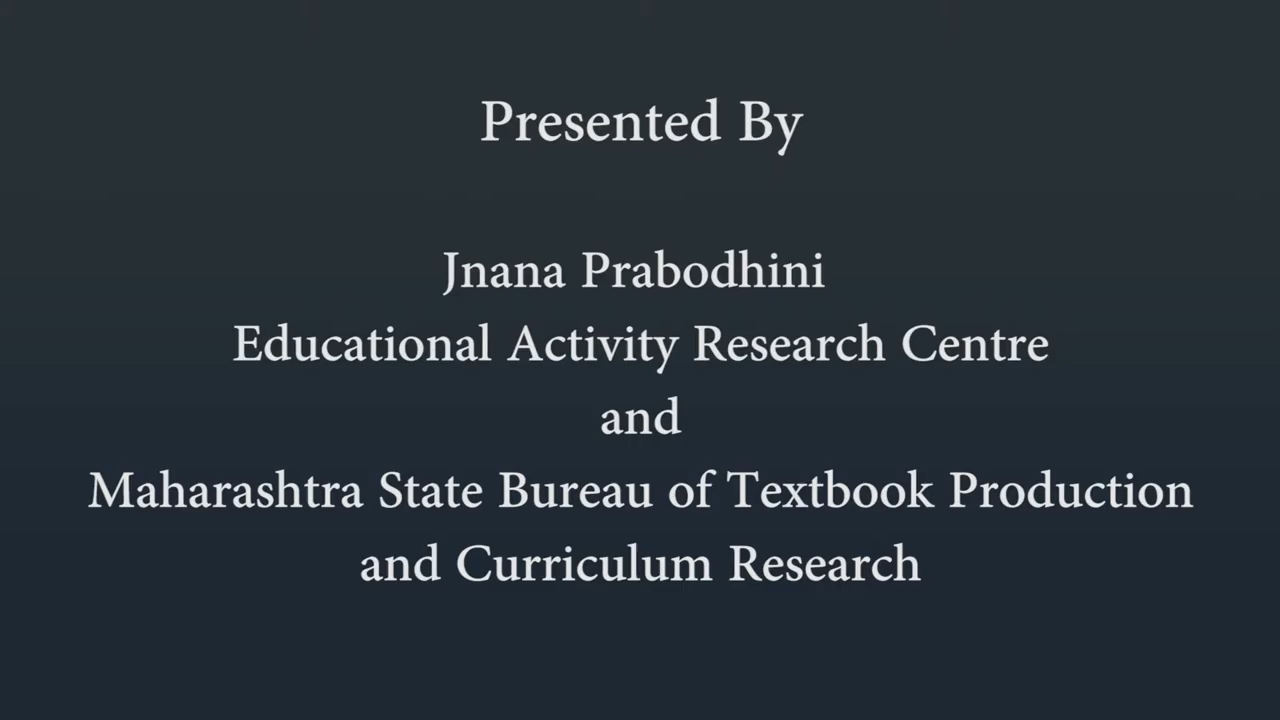 Presented By
Jnana Prabodhini
Educational Activity Research Centre
and
Maharashtra State Bureau of Textbook Production
and Curriculum Research